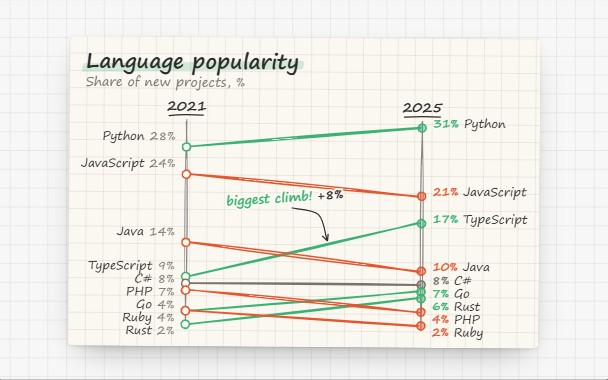 Language popularity
Share of new projects, %
2021 2025
Python 28% 31% Python
JavaScript 24% 21% JavaScript
biggest climb! +8% 17% TypeScript
Java 14% 10% Java
TypeScript 9% 8% C#
C# 8% 7% Go
PHP 7% 6% Rust
Go 4% 4% PHP
Ruby 4% 2% Ruby
Rust 2%